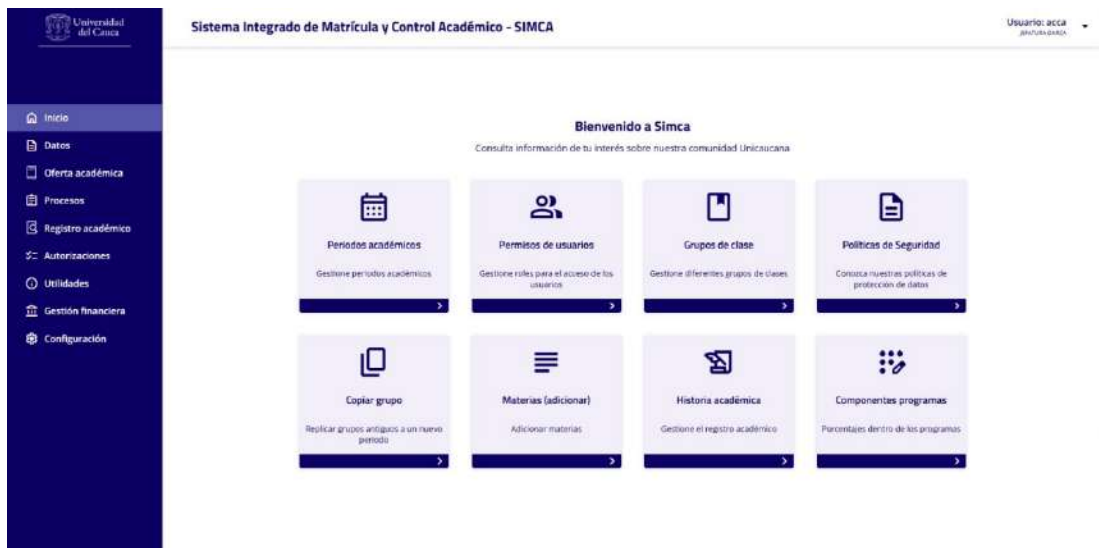 Universidad
del Cauca
Sistema Integrado de Matrícula y Control Académico - SIMCA
Usuario: acca
Inicio
Datos
Oferta académica
Procesos
Registro académico
Autorizaciones
Utilidades
Gestión financiera
Configuración
Bienvenido a Simca
Consulta información de tu interés sobre nuestra comunidad Unicaucana
Periodos académicos
Gestione periodos académicos
Permisos de usuarios
Gestione roles para el acceso de los
usuarios
Grupos de clase
Gestione diferentes grupos de clases
Políticas de Seguridad
Conozca nuestras políticas de
protección de datos
Copiar grupo
Replicar grupos antiguos a un nuevo
periodo
Materias (adicionar)
Adicionar materias
Historia académica
Gestione el registro académico
Componentes programas
Porcentajes dentro de los programas